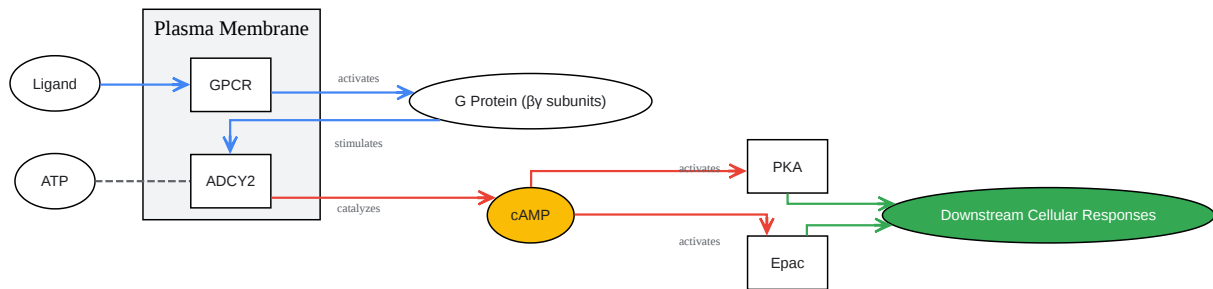 Plasma Membrane
Ligand
GPCR
activates
G Protein (βγ subunits)
stimulates
ATP
ADCY2
catalyzes
cAMP
activates
PKA
activates
Epac
Downstream Cellular Responses